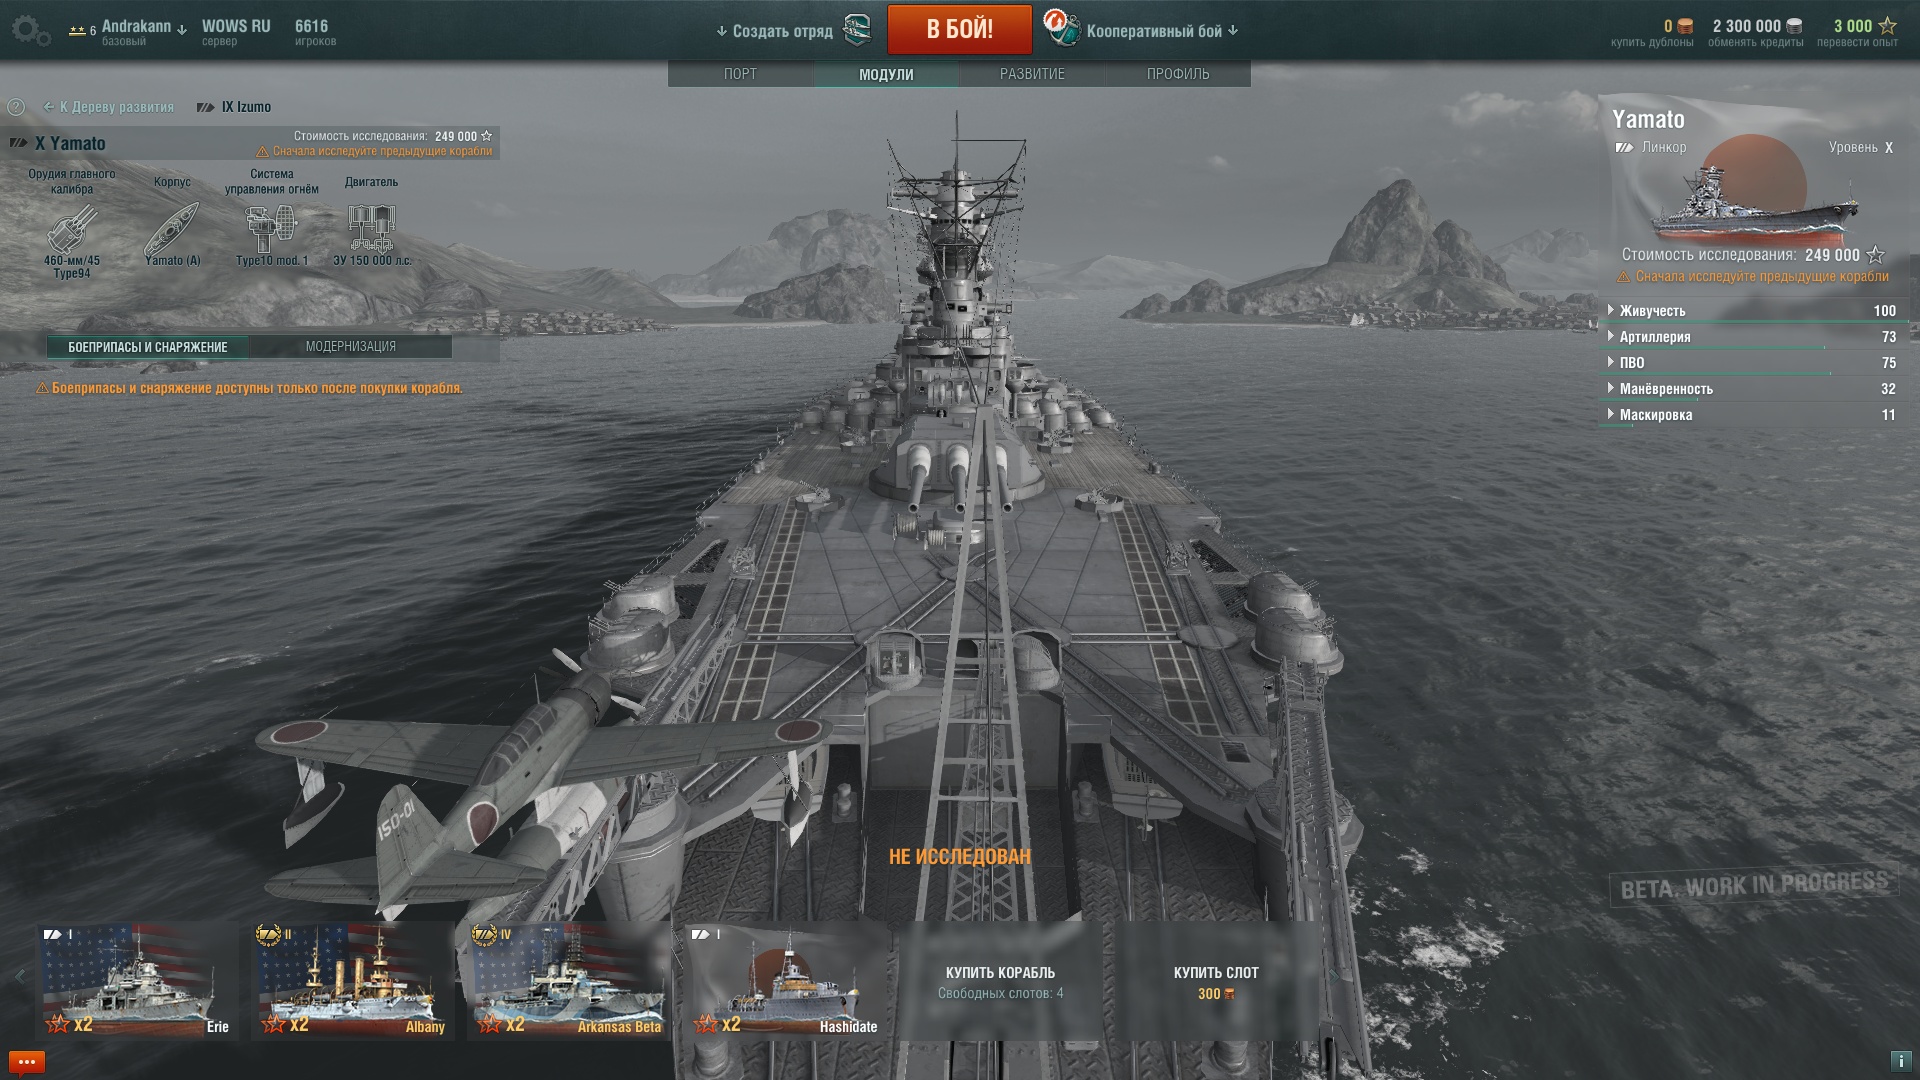 6 Andrakann
базовый
WOWS RU
сервер
6616
игроков
Создать отряд
В БОЙ!
Кооперативный бой
0
купить дублоны
2 300 000
обменять кредиты
3 000
перевести опыт
ПОРТ
МОДУЛИ
РАЗВИТИЕ
ПРОФИЛЬ
? К Дереву развития
IX Izumo
X Yamato
Стоимость исследования: 249 000
Сначала исследуйте предыдущие корабли
Орудия главного калибра
Корпус
Система управления огнём
Двигатель
460-мм/45 Type94
Yamato (A)
Type10 mod. 1
ЭУ 150 000 л.с.
БОЕПРИПАСЫ И СНАРЯЖЕНИЕ
МОДЕРНИЗАЦИЯ
Боеприпасы и снаряжение доступны только после покупки корабля.
Yamato
Линкор
Уровень X
Стоимость исследования: 249 000
Сначала исследуйте предыдущие корабли
Живучесть 100
Артиллерия 73
ПВО 75
Манёвренность 32
Маскировка 11
150-01
НЕ ИССЛЕДОВАН
BETA. WORK IN PROGRESS
I
x2
Erie
II
x2
Albany
IV
x2
Arkansas Beta
I
x2
Hashidate
КУПИТЬ КОРАБЛЬ
Свободных слотов: 4
КУПИТЬ СЛОТ
300
i